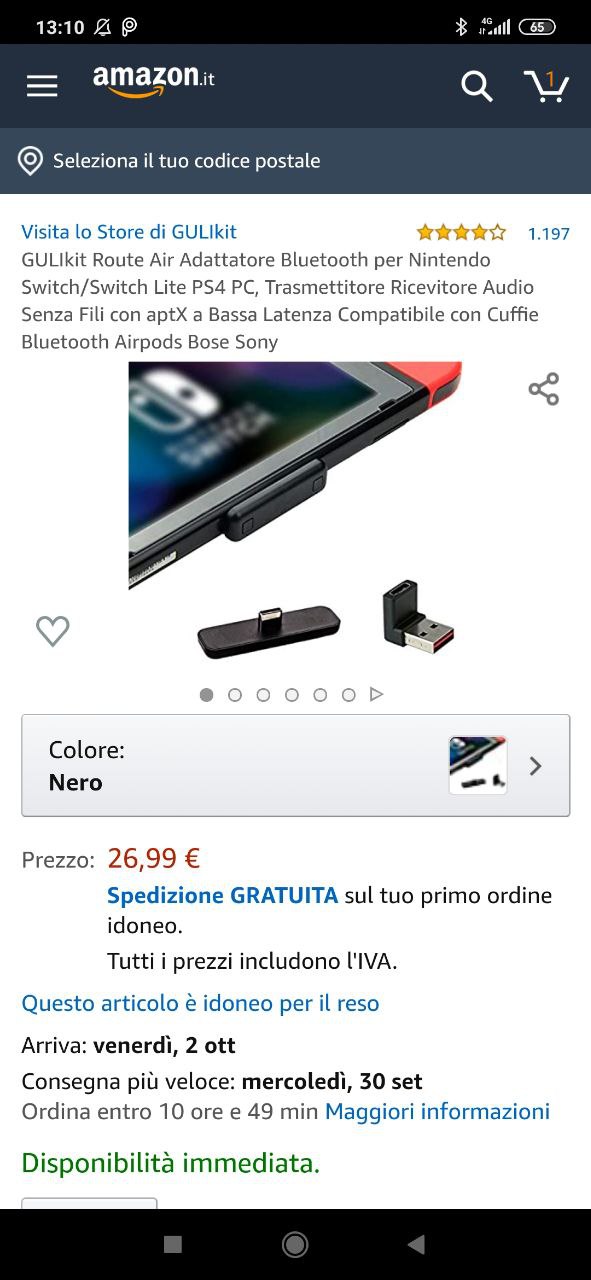 13:10
4G
65
amazon.it
1
Seleziona il tuo codice postale
Visita lo Store di GULIkit
1.197
GULIkit Route Air Adattatore Bluetooth per Nintendo
Switch/Switch Lite PS4 PC, Trasmettitore Ricevitore Audio
Senza Fili con aptX a Bassa Latenza Compatibile con Cuffie
Bluetooth Airpods Bose Sony
Colore:
Nero
Prezzo: 26,99 €
Spedizione GRATUITA sul tuo primo ordine
idoneo.
Tutti i prezzi includono l'IVA.
Questo articolo è idoneo per il reso
Arriva: venerdì, 2 ott
Consegna più veloce: mercoledì, 30 set
Ordina entro 10 ore e 49 min Maggiori informazioni
Disponibilità immediata.